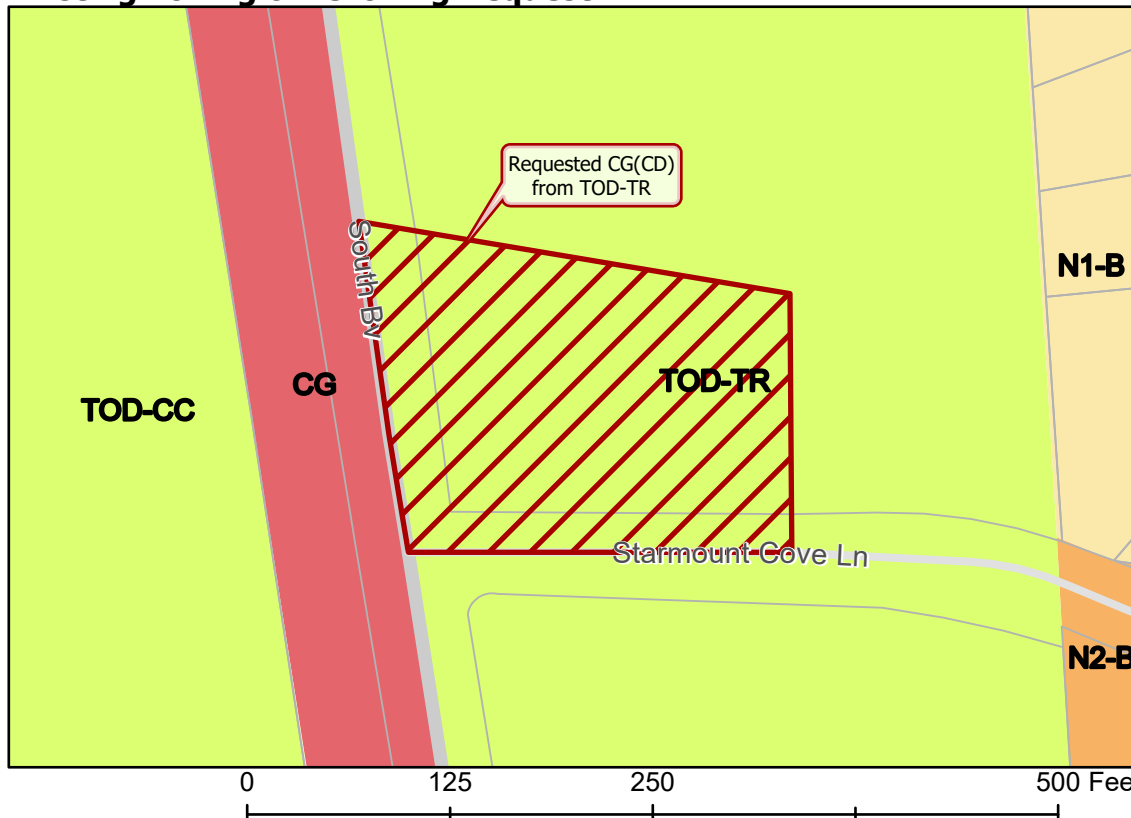 Requested CG(CD)
from TOD-TR
South Bv
N1-B
TOD-TR
CG
TOD-CC
Starmount Cove Ln
N2-B
0 125 250 500 Fee